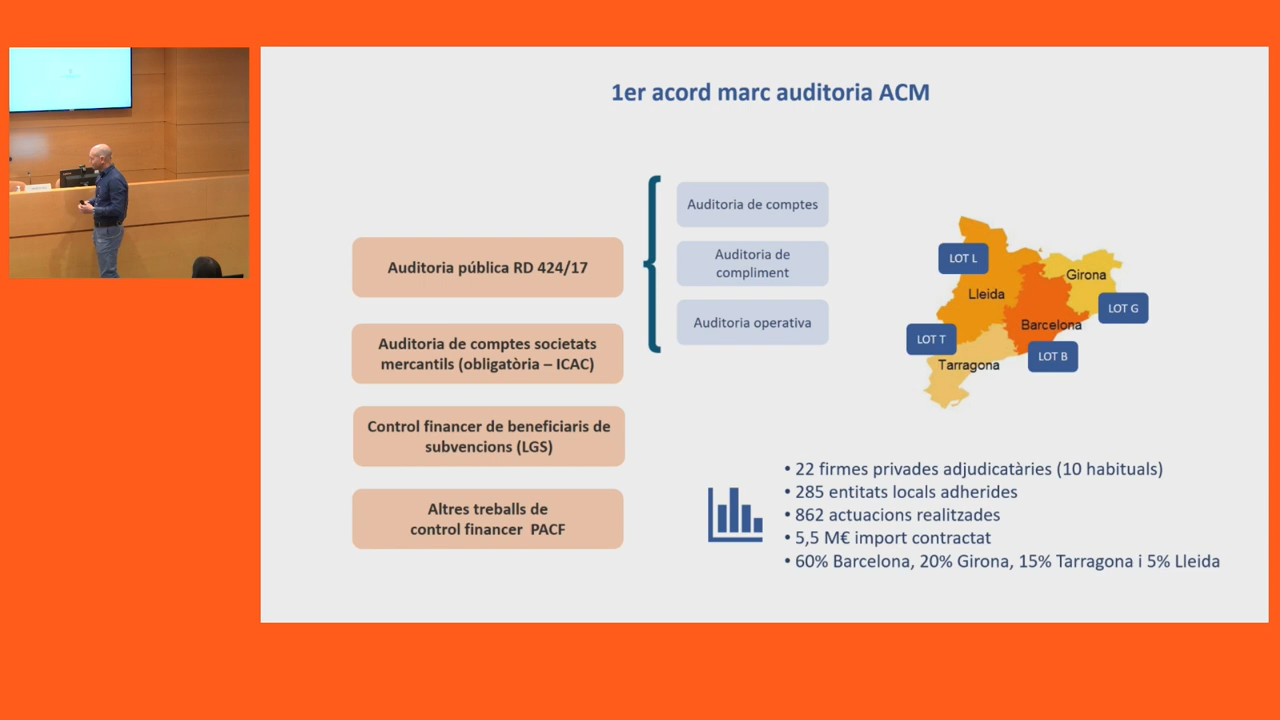 1er acord marc auditoria ACM
Auditoria pública RD 424/17
Auditoria de comptes societats
mercantils (obligatòria – ICAC)
Control financer de beneficiaris de
subvencions (LGS)
Altres treballs de
control financer PACF
Auditoria de comptes
Auditoria de
compliment
Auditoria operativa
LOT L
Girona
Lleida
LOT G
Barcelona
LOT T
LOT B
Tarragona
• 22 firmes privades adjudicatàries (10 habituals)
• 285 entitats locals adherides
• 862 actuacions realitzades
• 5,5 M€ import contractat
• 60% Barcelona, 20% Girona, 15% Tarragona i 5% Lleida